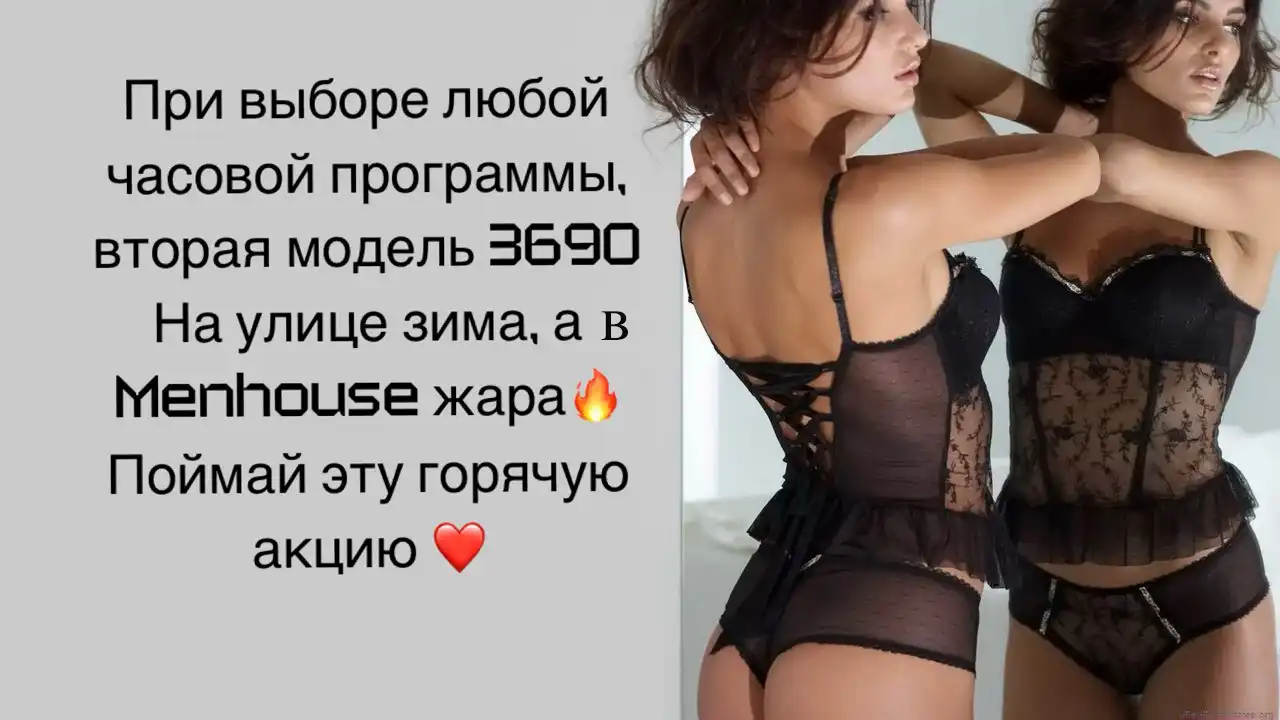 При выборе любой
часовой программы,
вторая модель 3690
На улице зима, а в
Menhouse жара🔥
Поймай эту горячую
акцию ❤️